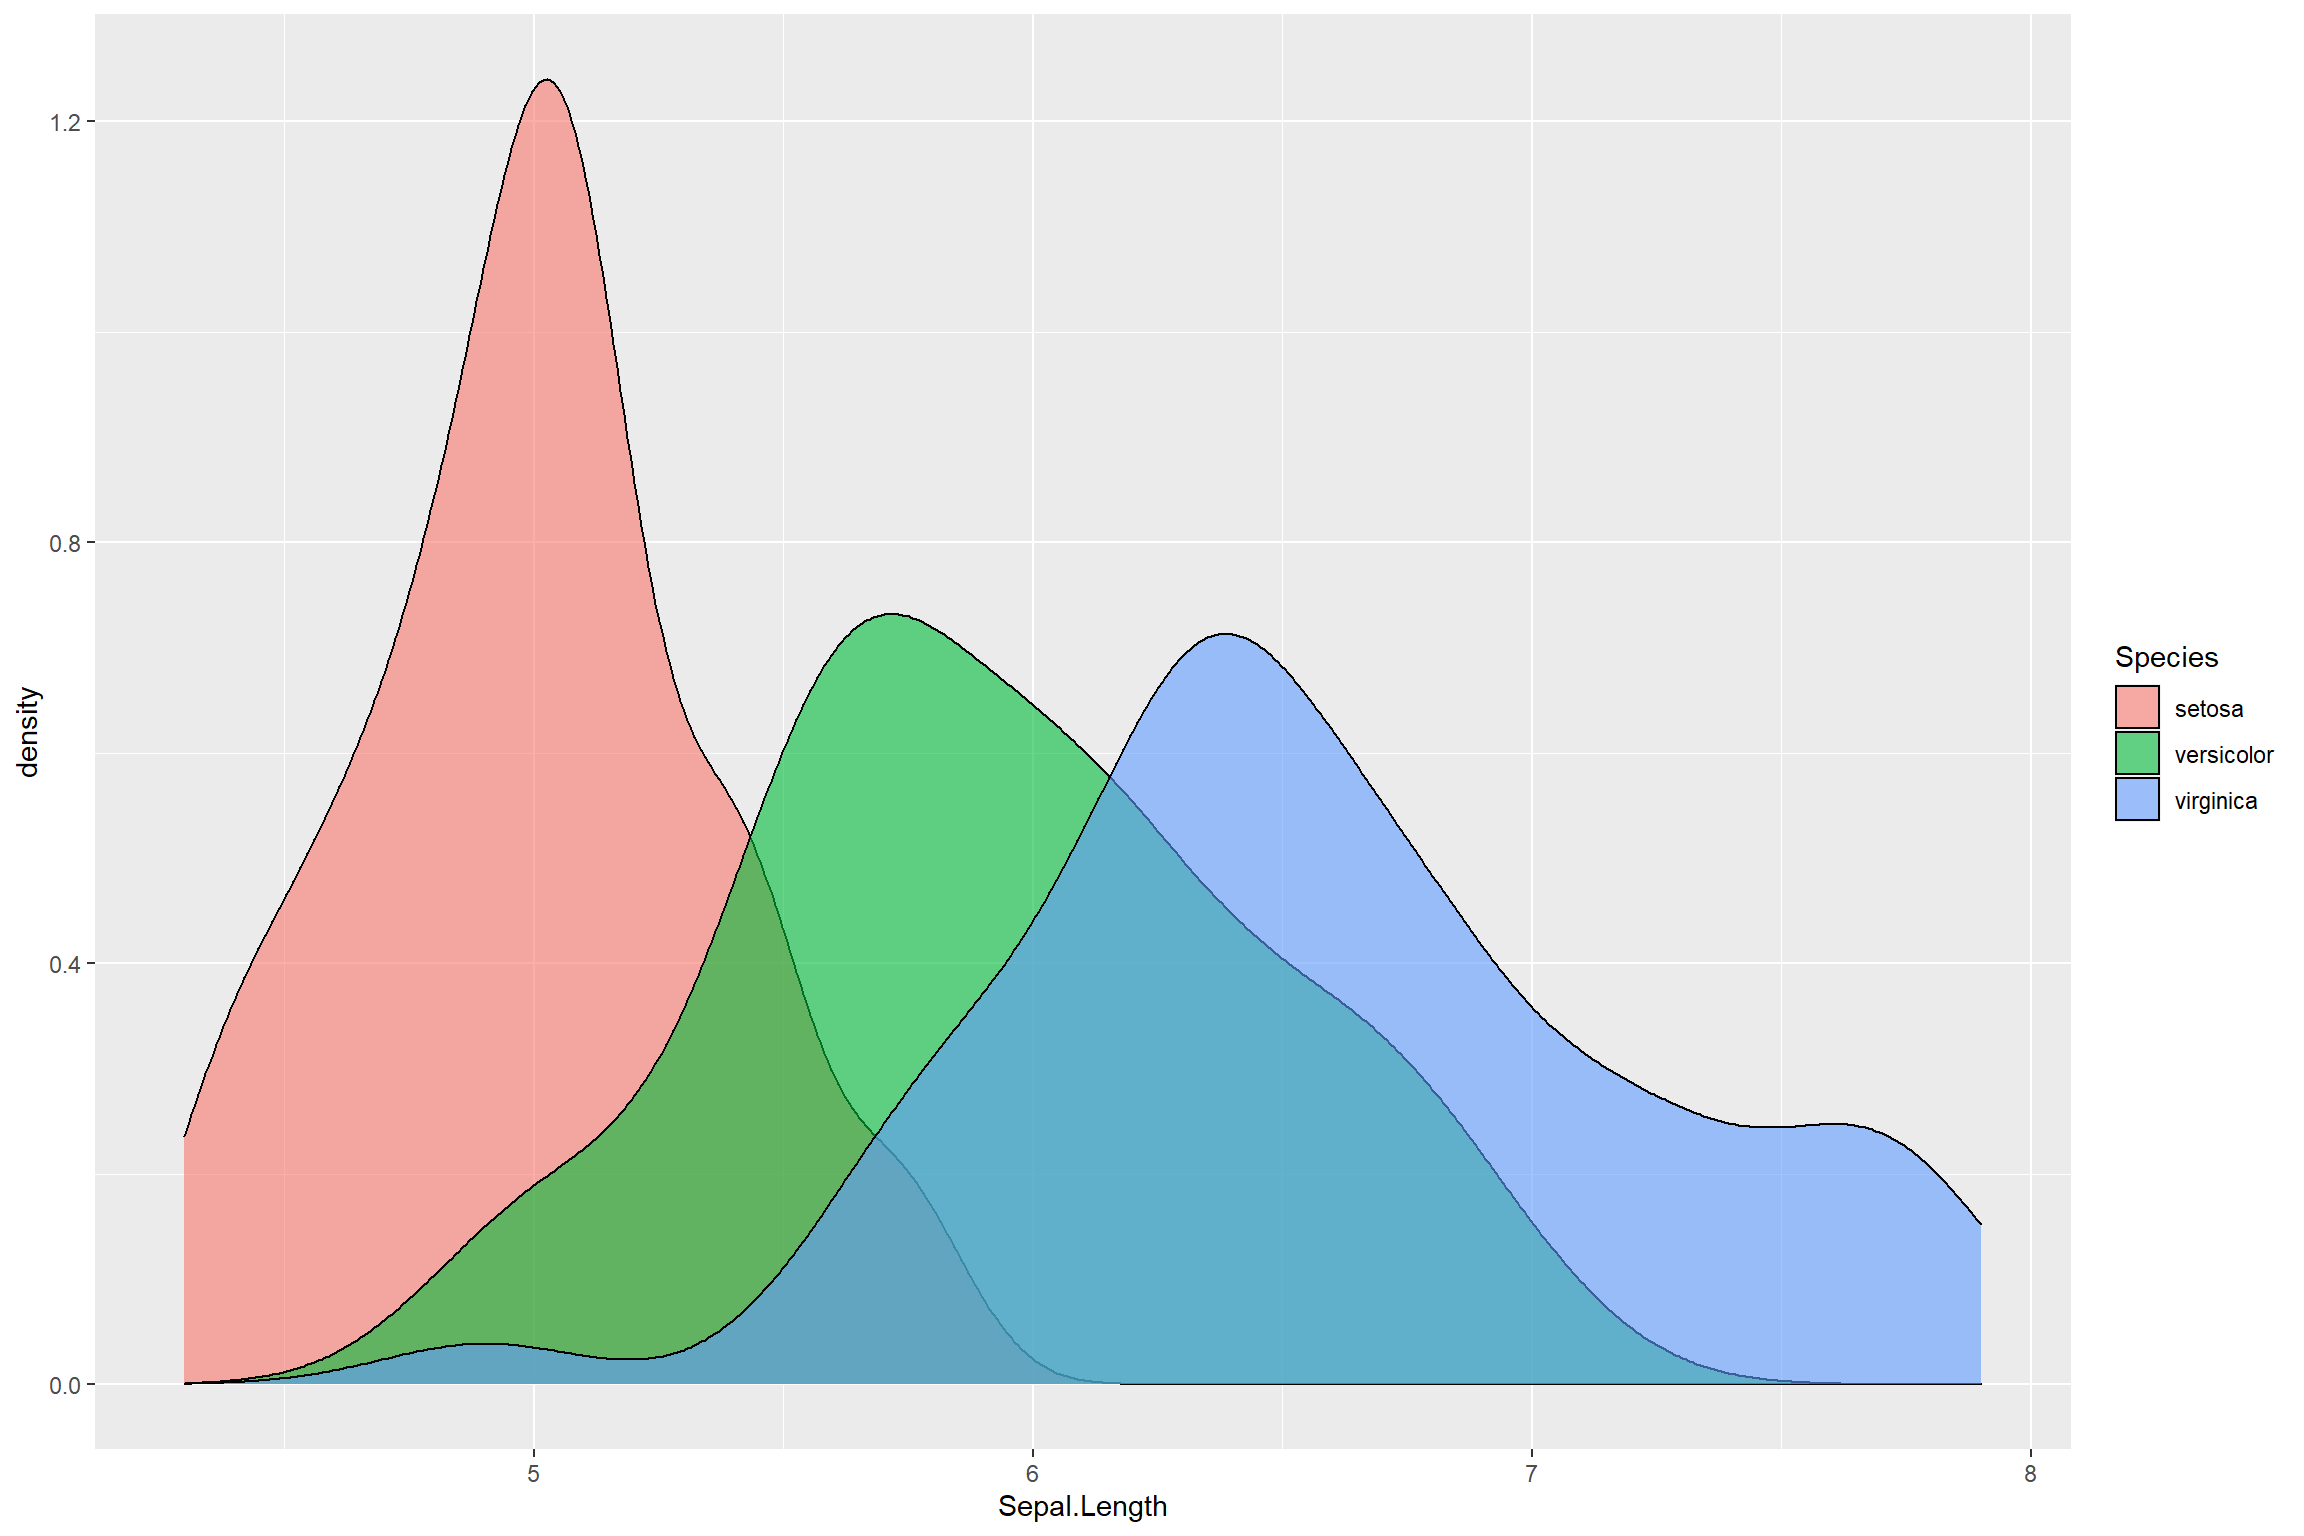 1.2
0.8
0.4
0.0
density
5 6 7 8
Sepal.Length
Species
setosa
versicolor
virginica